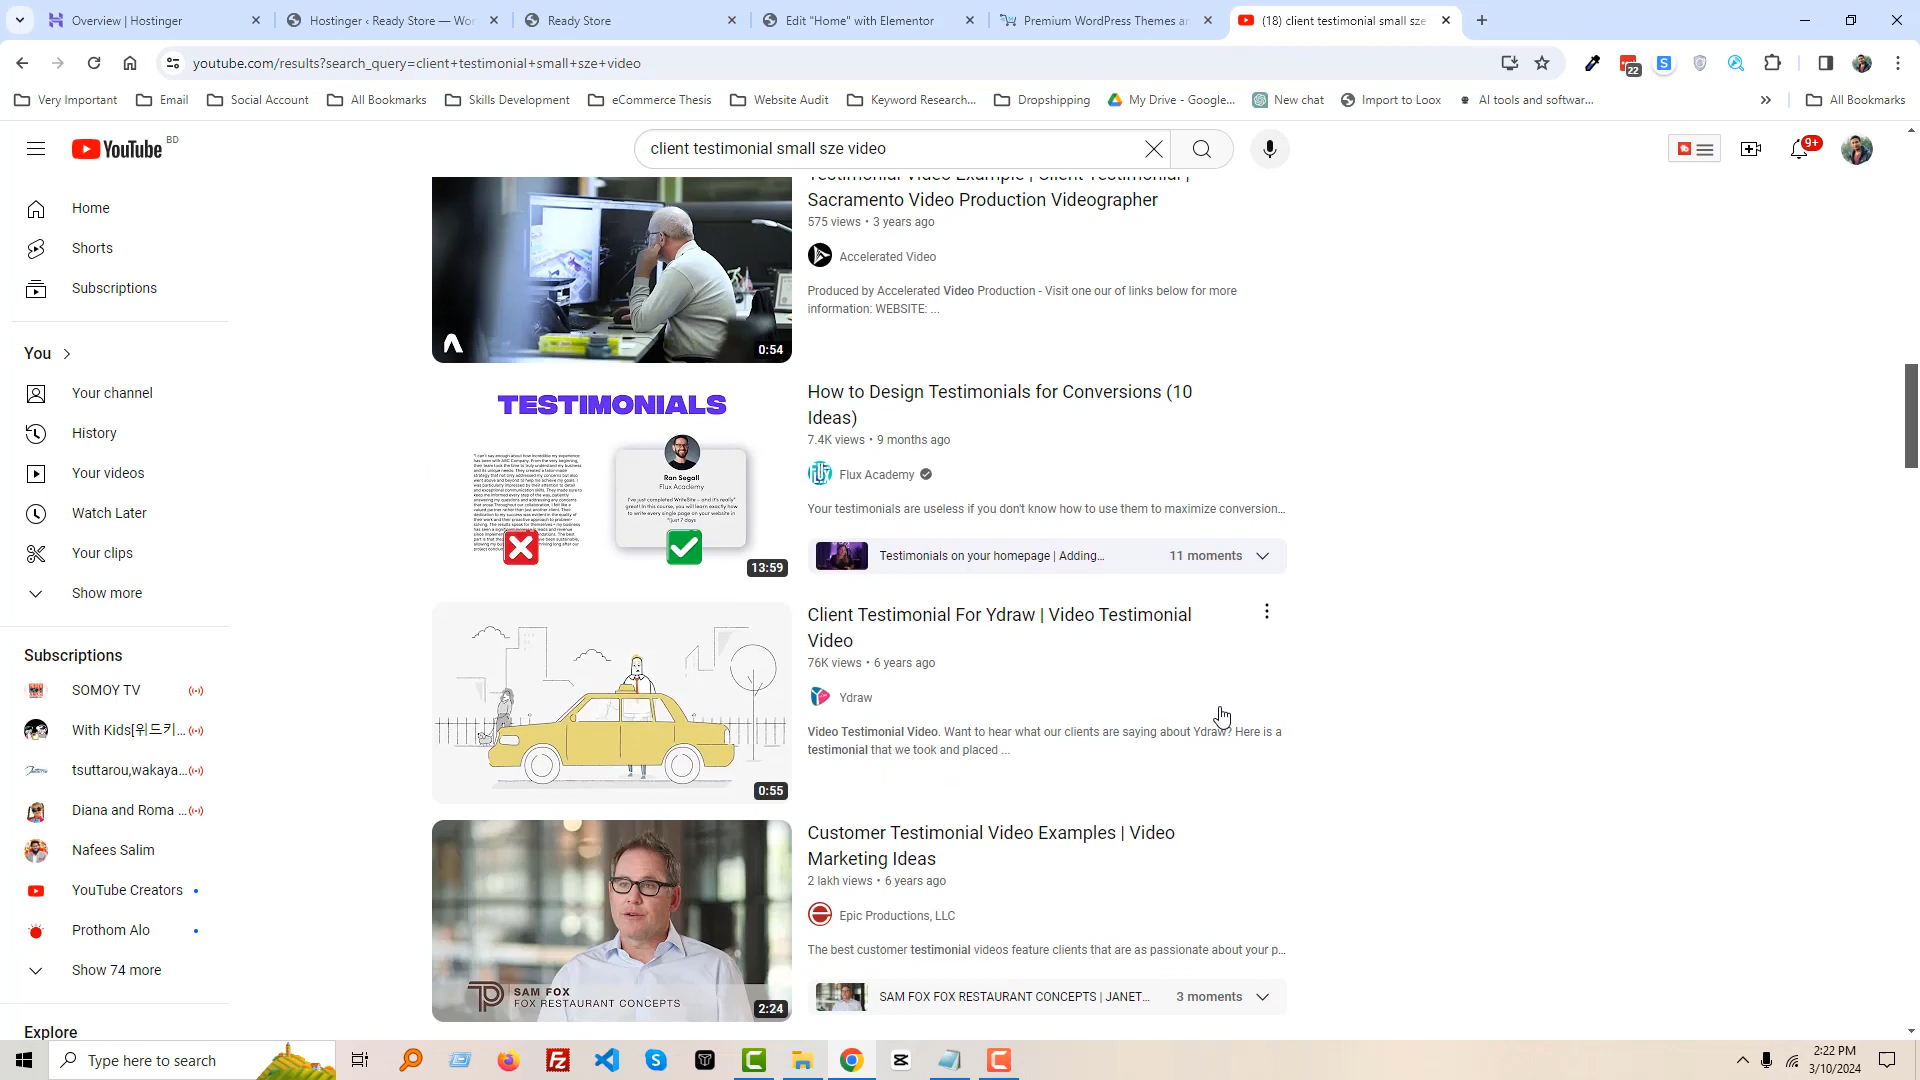 Overview | Hostinger
Hostinger ‹ Ready Store — Wo
Ready Store
Edit "Home" with Elementor
Premium WordPress Themes a
(18) client testimonial small sze
youtube.com/results?search_query=client+testimonial+small+sze+video
22
Very Important
Email
Social Account
All Bookmarks
Skills Development
eCommerce Thesis
Website Audit
Keyword Research...
Dropshipping
My Drive - Google...
New chat
Import to Loox
AI tools and softwar...
All Bookmarks
YouTube BD
client testimonial small sze video
9+
Home
Shorts
Subscriptions
You
Your channel
History
Your videos
Watch Later
Your clips
Show more
Subscriptions
SOMOY TV
With Kids[위드키...
tsuttarou,wakaya...
Diana and Roma ...
Nafees Salim
YouTube Creators
Prothom Alo
Show 74 more
Explore
Testimonial Video Example | Client Testimonial |
Sacramento Video Production Videographer
575 views • 3 years ago
Accelerated Video
Produced by Accelerated Video Production - Visit one our of links below for more
information: WEBSITE: ...
0:54
TESTIMONIALS
Ran Segall
Flux Academy
13:59
How to Design Testimonials for Conversions (10
Ideas)
7.4K views • 9 months ago
Flux Academy
Your testimonials are useless if you don't know how to use them to maximize conversion...
Testimonials on your homepage | Adding...
11 moments
Client Testimonial For Ydraw | Video Testimonial
Video
76K views • 6 years ago
Ydraw
Video Testimonial Video. Want to hear what our clients are saying about Ydraw? Here is a
testimonial that we took and placed ...
0:55
Customer Testimonial Video Examples | Video
Marketing Ideas
2 lakh views • 6 years ago
Epic Productions, LLC
The best customer testimonial videos feature clients that are as passionate about your p...
SAM FOX FOX RESTAURANT CONCEPTS | JANET...
3 moments
SAM FOX
FOX RESTAURANT CONCEPTS
2:24
Type here to search
2:22 PM
3/10/2024